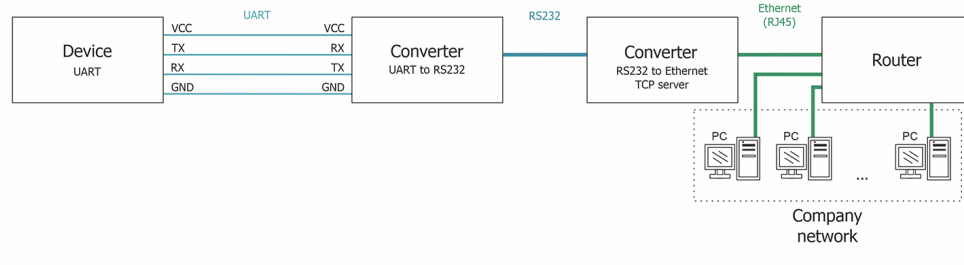 UART
RS232
Ethernet
(RJ45)
Device
UART
VCC
TX
RX
GND
VCC
RX
TX
GND
Converter
UART to RS232
Converter
RS232 to Ethernet
TCP server
Router
PC
PC
PC
...
Company
network